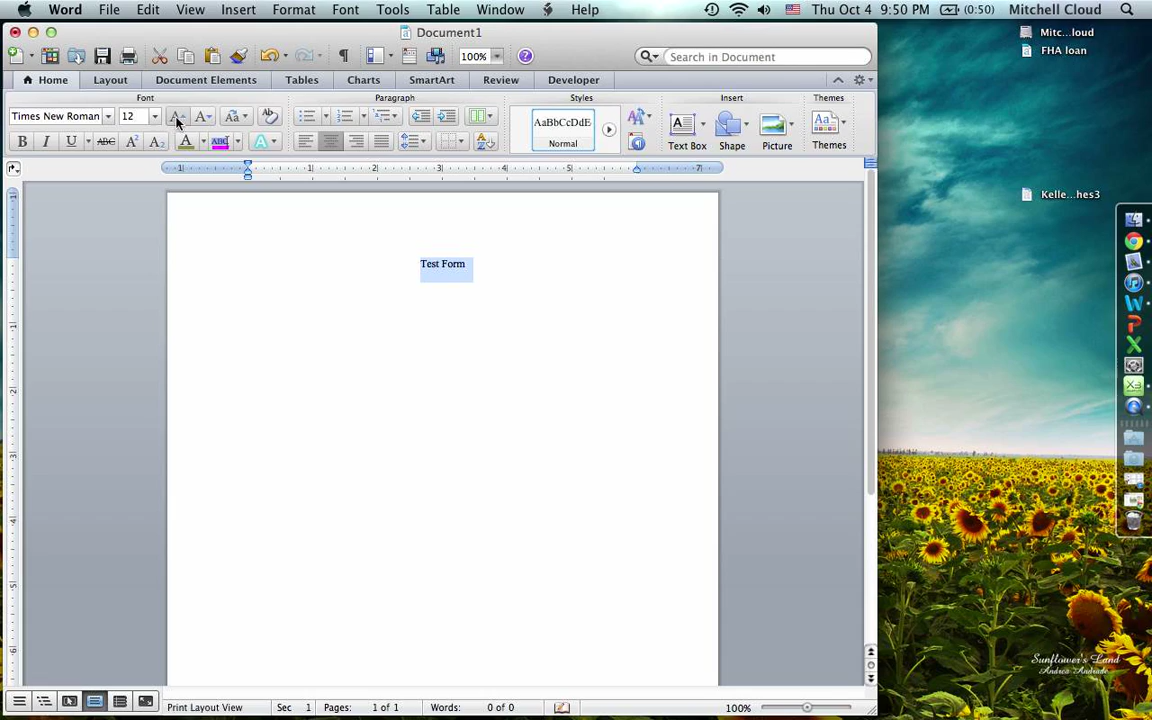 Word File Edit View Insert Format Font Tools Table Window Help Thu Oct 4 9:50 PM (0:50) Mitchell Cloud
Document1
Mitc...loud
FHA loan
100% Search in Document
Home Layout Document Elements Tables Charts SmartArt Review Developer
Font Paragraph Styles Insert Themes
Times New Roman 12 AaBbCcDdE
Normal Text Box Shape Picture Themes
Kelle...hes3
Test Form
Sunflower's Land
Andrea Andrade
Print Layout View Sec 1 Pages: 1 of 1 Words: 0 of 0 100%